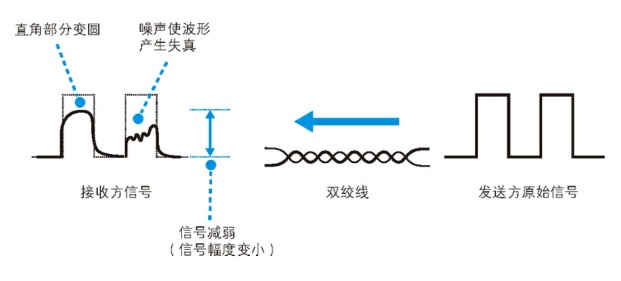 直角部分变圆
噪声使波形
产生失真
接收方信号
双绞线
发送方原始信号
信号减弱
（信号幅度变小）